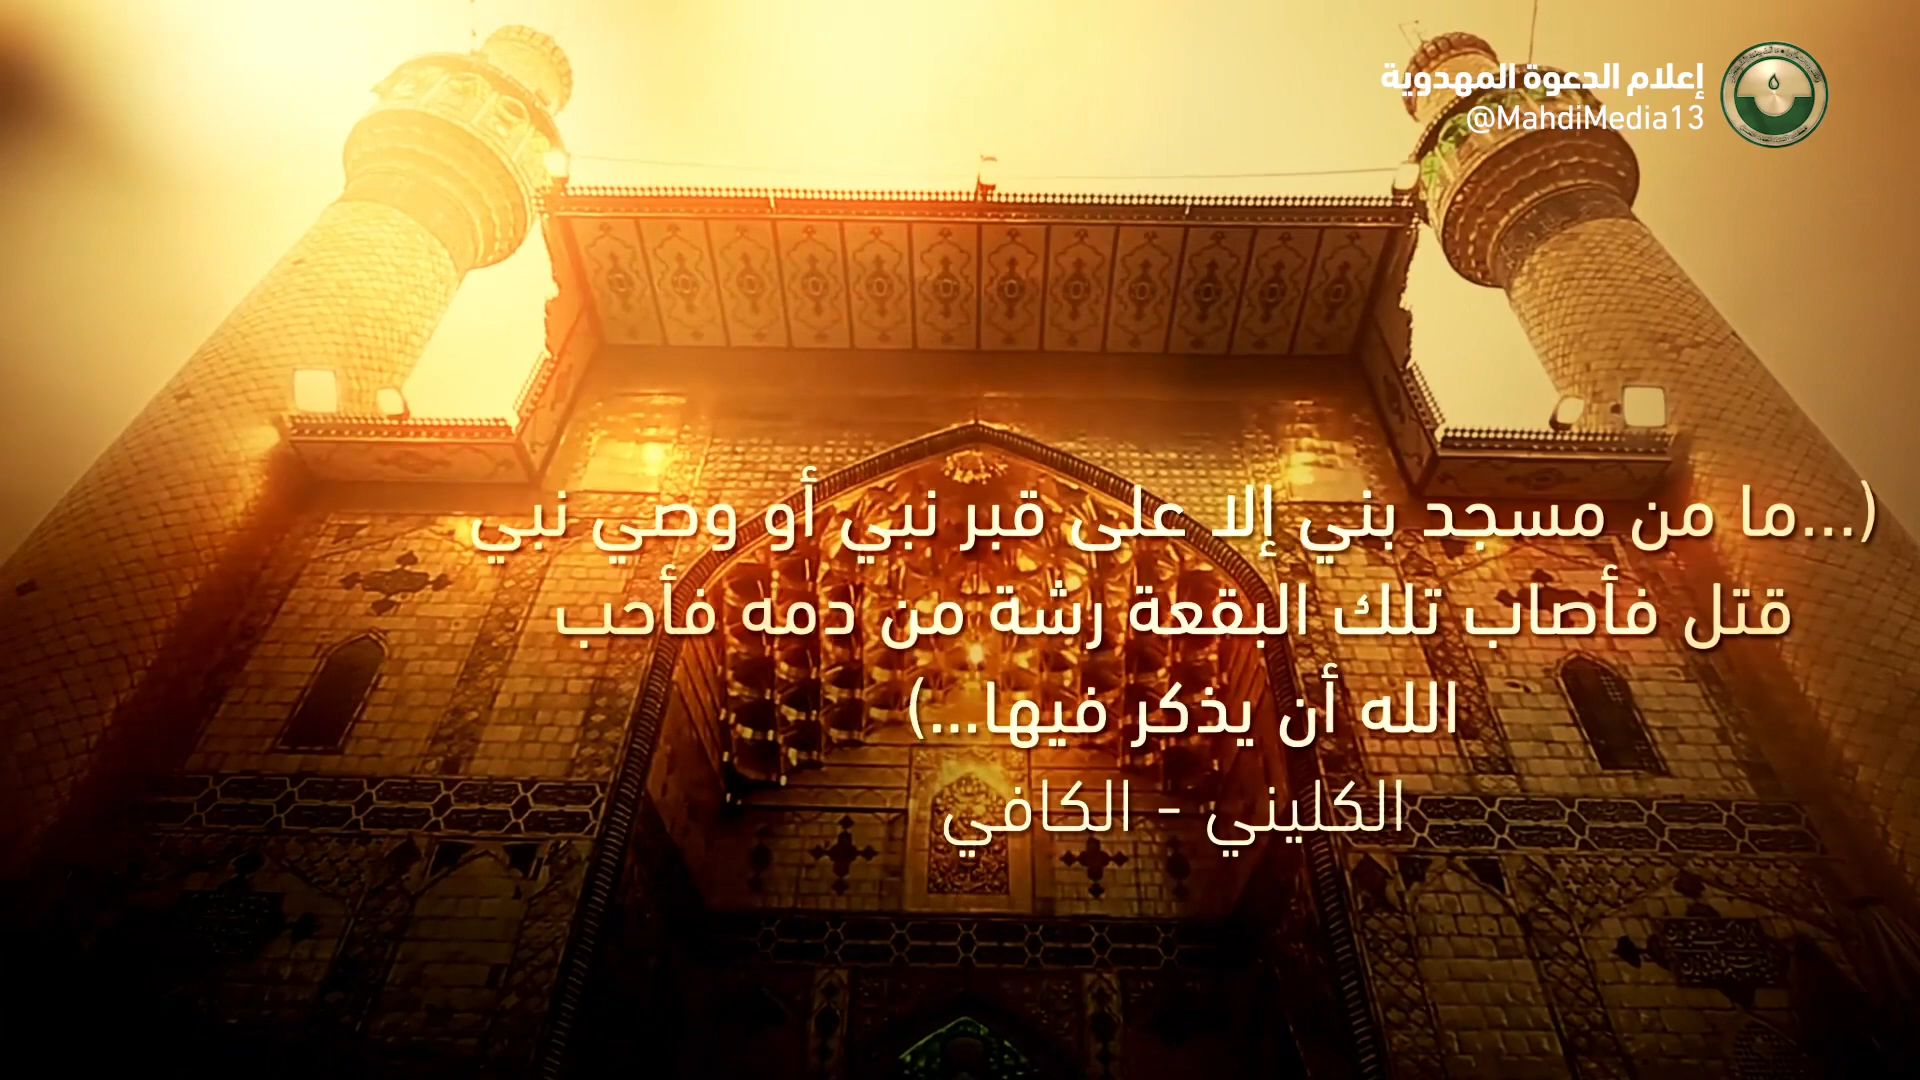 إعلام الدعوة المهدوية
@MahdiMedia13
(...ما من مسجد بني إلا على قبر نبي أو وصي نبي
قتل فأصاب تلك البقعة رشة من دمه فأحب
الله أن يذكر فيها...)
الكليني - الكافي